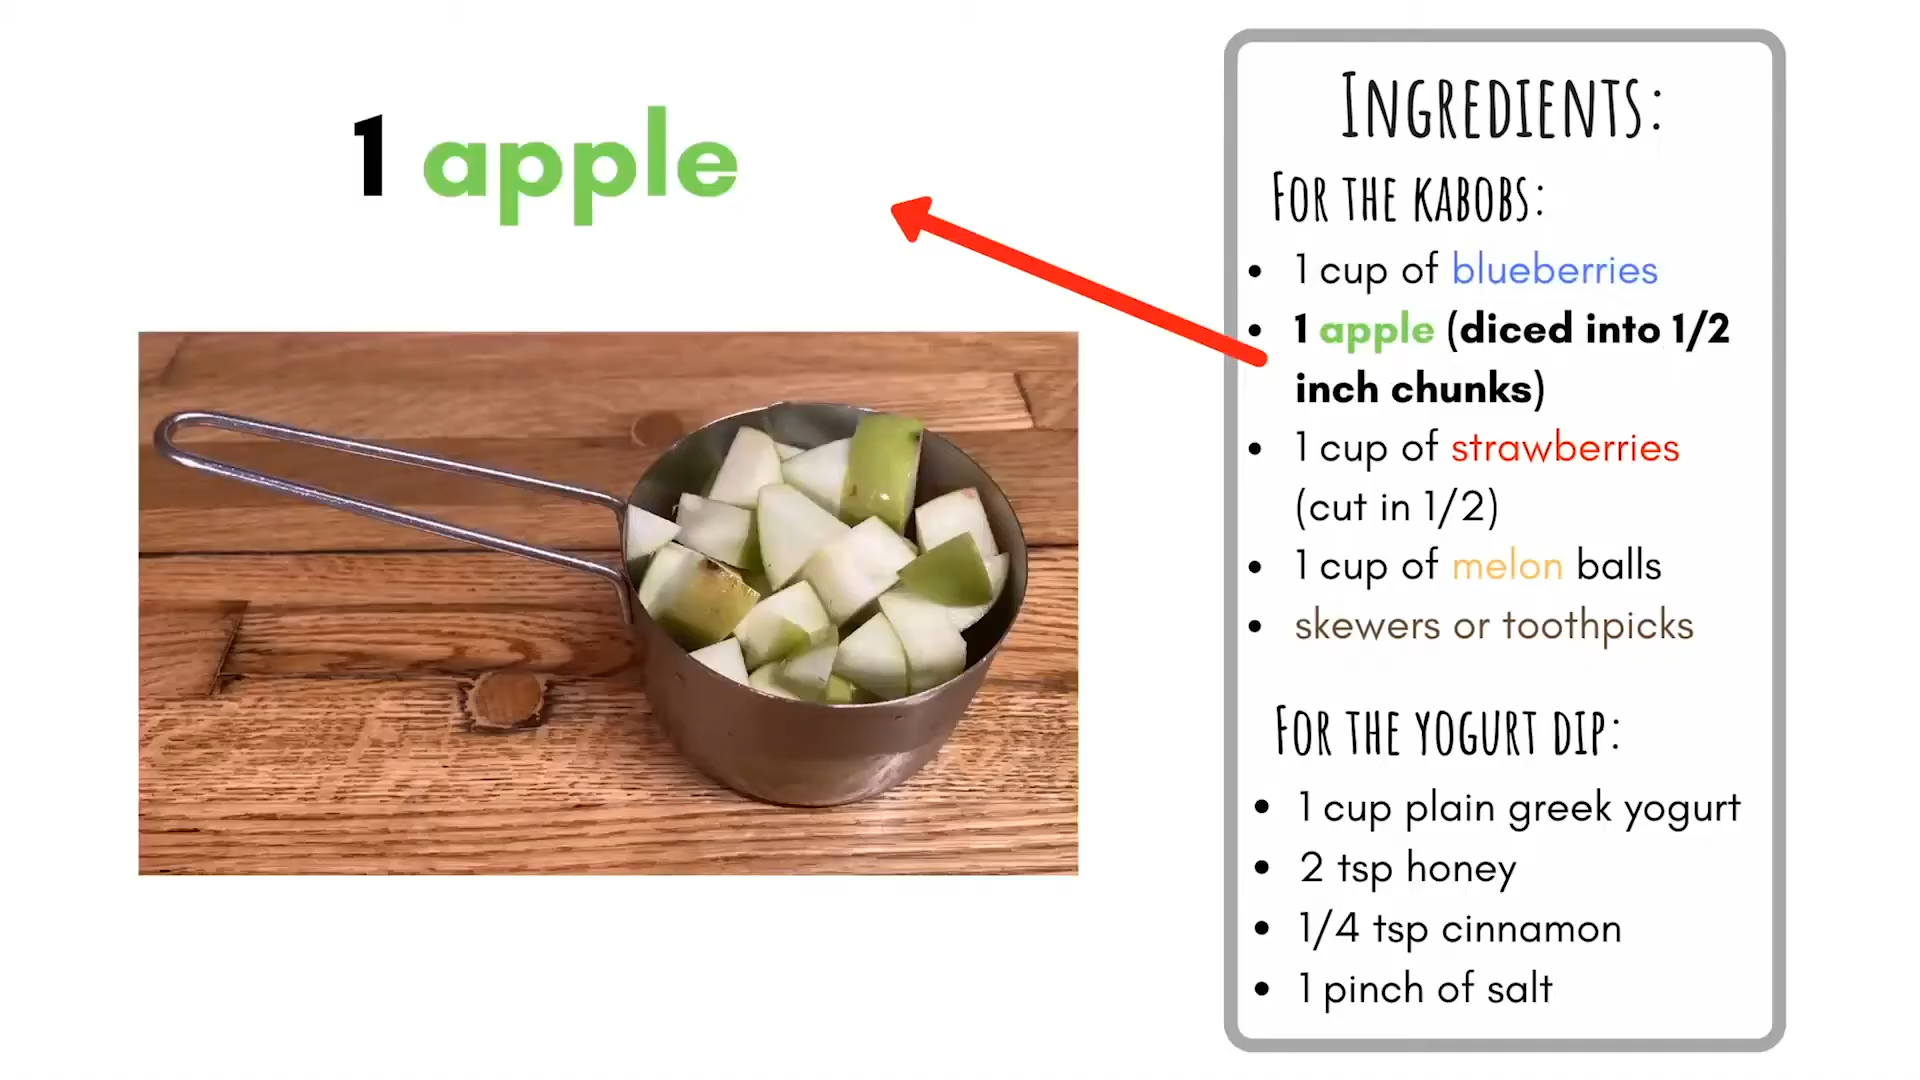 1 apple
INGREDIENTS:
FOR THE KABOBS:
• 1 cup of blueberries
• 1 apple (diced into 1/2
inch chunks)
• 1 cup of strawberries
(cut in 1/2)
• 1 cup of melon balls
• skewers or toothpicks
FOR THE YOGURT DIP:
• 1 cup plain greek yogurt
• 2 tsp honey
• 1/4 tsp cinnamon
• 1 pinch of salt